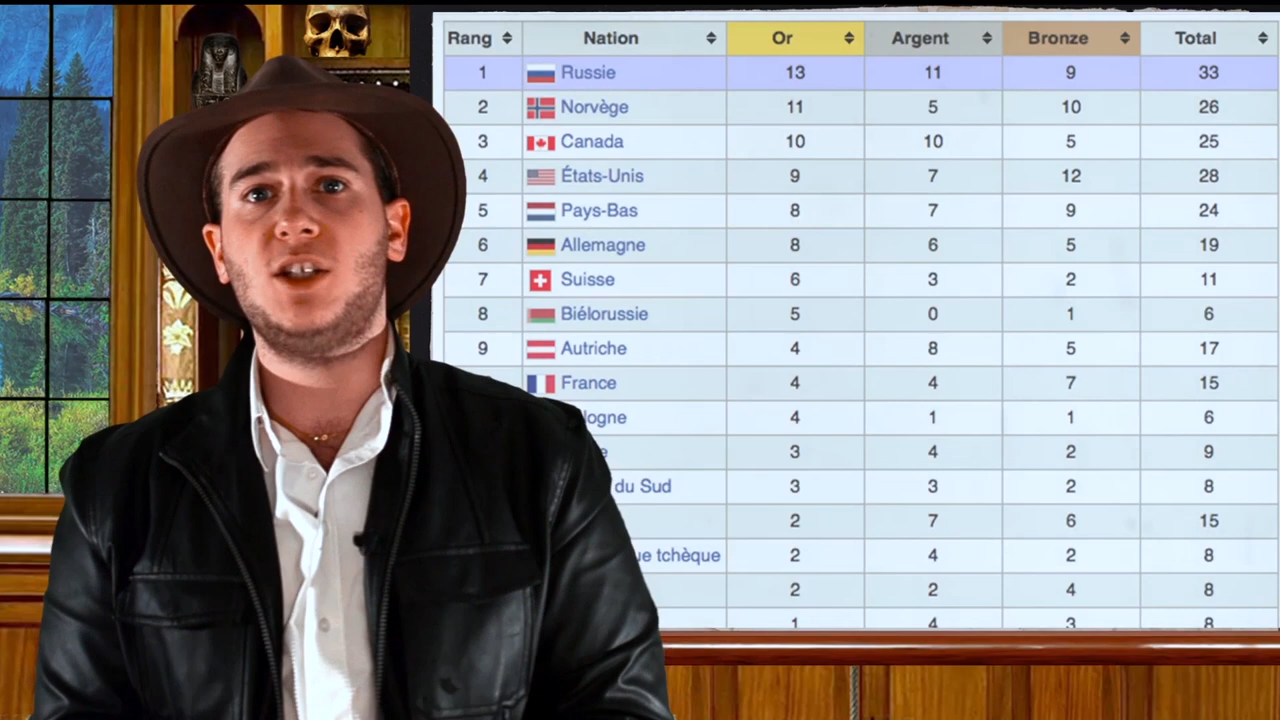 Rang Nation Or Argent Bronze Total
1 Russie 13 11 9 33
2 Norvège 11 5 10 26
3 Canada 10 10 5 25
4 États-Unis 9 7 12 28
5 Pays-Bas 8 7 9 24
6 Allemagne 8 6 5 19
7 Suisse 6 3 2 11
8 Biélorussie 5 0 1 6
9 Autriche 4 8 5 17
France 4 4 7 15
logne 4 1 1 6
e 3 4 2 9
du Sud 3 3 2 8
2 7 6 15
ue tchèque 2 4 2 8
2 2 4 8
1 4 3 8